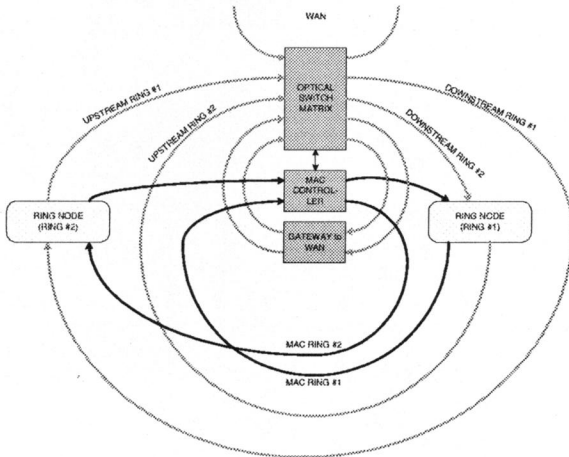 WAN
OPTICAL
SWITCH
MATRIX
UPSTREAM RING #1
UPSTREAM RING #2
DOWNSTREAM RING #1
DOWNSTREAM RING #2
MAC
CONTROL-
LER
RING NODE
(RING #2)
RING NODE
(RING #1)
GATEWAY to
WAN
MAC RING #2
MAC RING #1